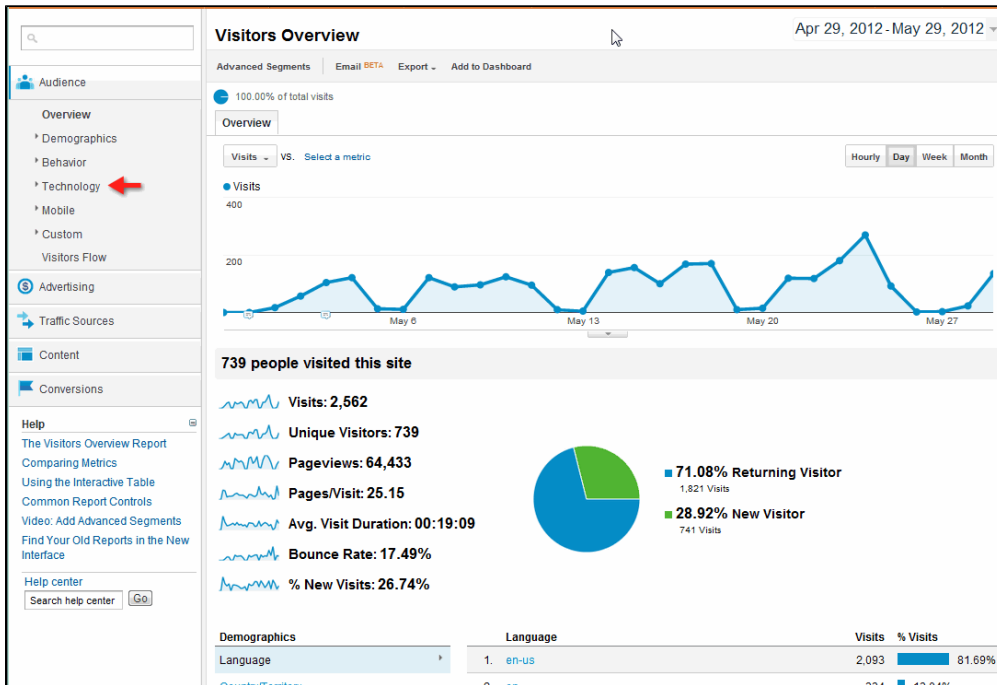 Visitors Overview
Apr 29, 2012 - May 29, 2012
Advanced Segments
Email BETA
Export
Add to Dashboard
Audience
100.00% of total visits
Overview
Overview
Demographics
Behavior
Technology
Mobile
Custom
Visitors Flow
Advertising
Traffic Sources
Content
Conversions
Help
The Visitors Overview Report
Comparing Metrics
Using the Interactive Table
Common Report Controls
Video: Add Advanced Segments
Find Your Old Reports in the New
Interface
Help center
Search help center Go
Visits VS. Select a metric
Hourly Day Week Month
Visits
400
200
May 6 May 13 May 20 May 27
739 people visited this site
Visits: 2,562
Unique Visitors: 739
Pageviews: 64,433
Pages/Visit: 25.15
Avg. Visit Duration: 00:19:09
Bounce Rate: 17.49%
% New Visits: 26.74%
71.08% Returning Visitor
1,821 Visits
28.92% New Visitor
741 Visits
Demographics Language Visits % Visits
Language 1. en-us 2,093 81.69%